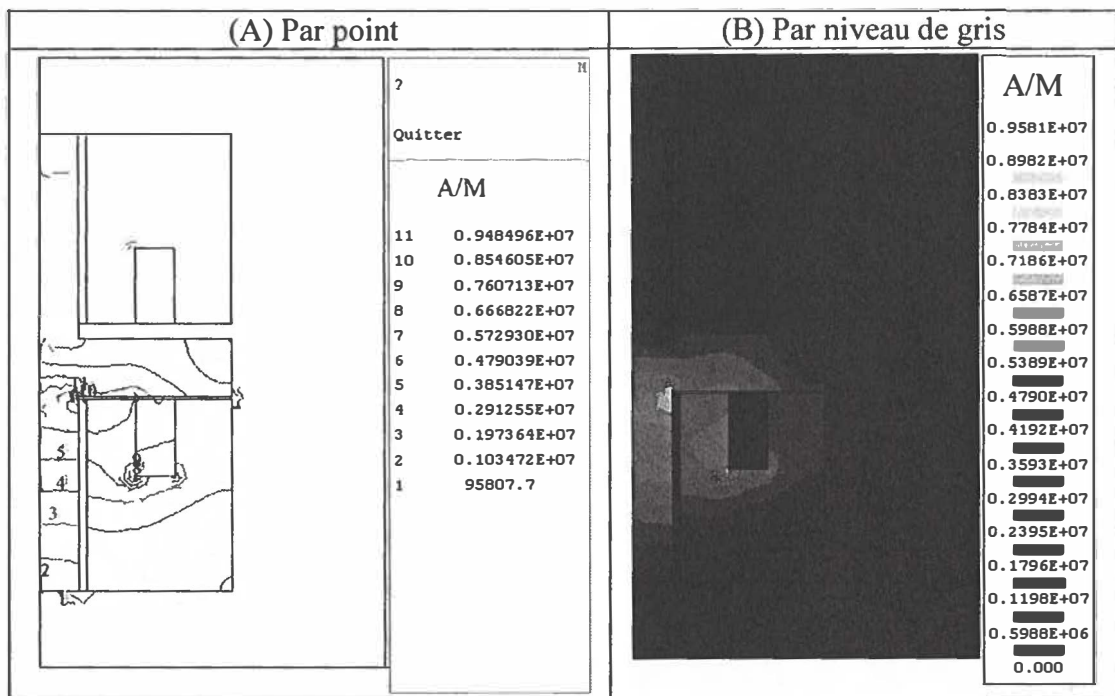 (A) Par point
(B) Par niveau de gris
M
?
Quitter
A/M
11 0.948496E+07
10 0.854605E+07
9 0.760713E+07
8 0.666822E+07
7 0.572930E+07
6 0.479039E+07
5 0.385147E+07
4 0.291255E+07
3 0.197364E+07
2 0.103472E+07
1 95807.7
5
4
3
2
A/M
0.9581E+07
0.8982E+07
0.8383E+07
0.7784E+07
0.7186E+07
0.6587E+07
0.5988E+07
0.5389E+07
0.4790E+07
0.4192E+07
0.3593E+07
0.2994E+07
0.2395E+07
0.1796E+07
0.1198E+07
0.5988E+06
0.000